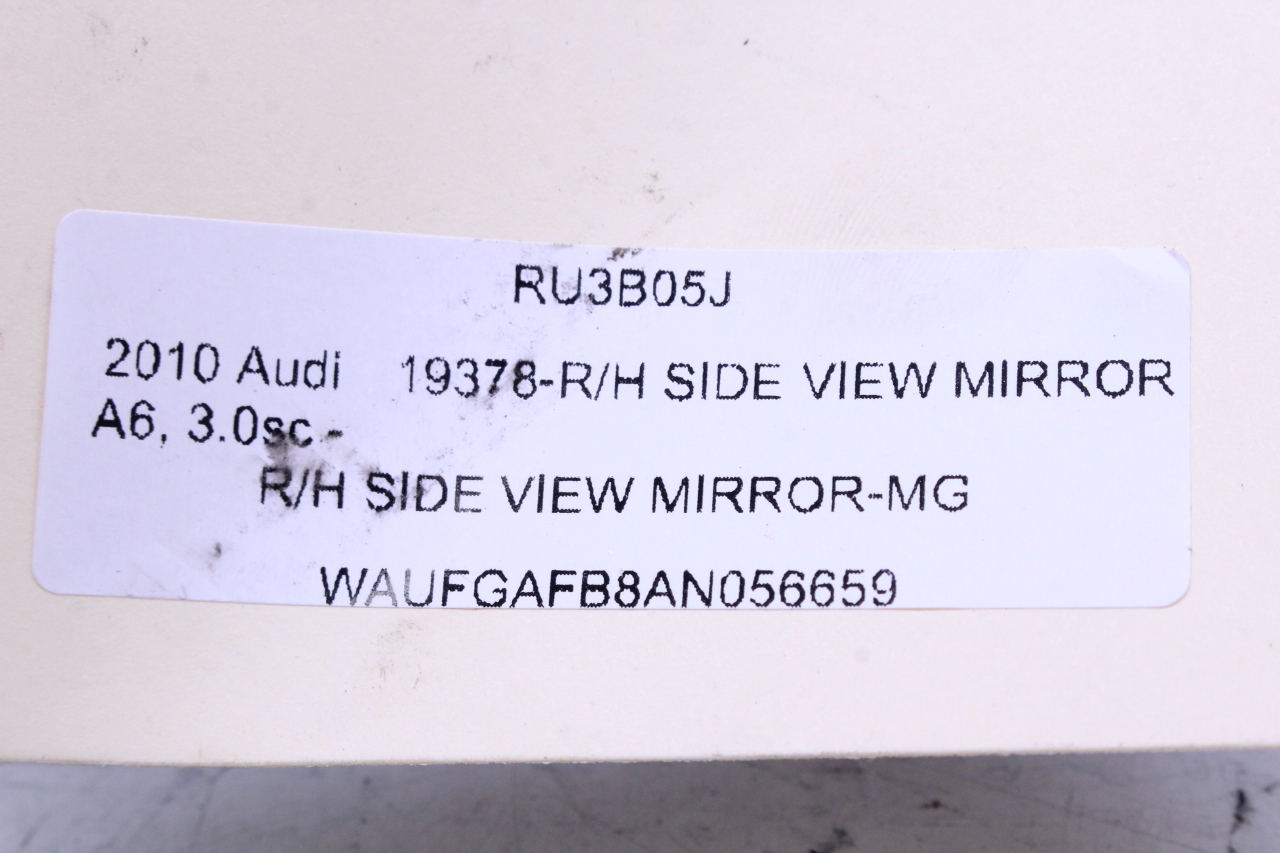 RU3B05J
2010 Audi 19378-R/H SIDE VIEW MIRROR
A6, 3.0sc -
R/H SIDE VIEW MIRROR-MG
WAUFGAFB8AN056659